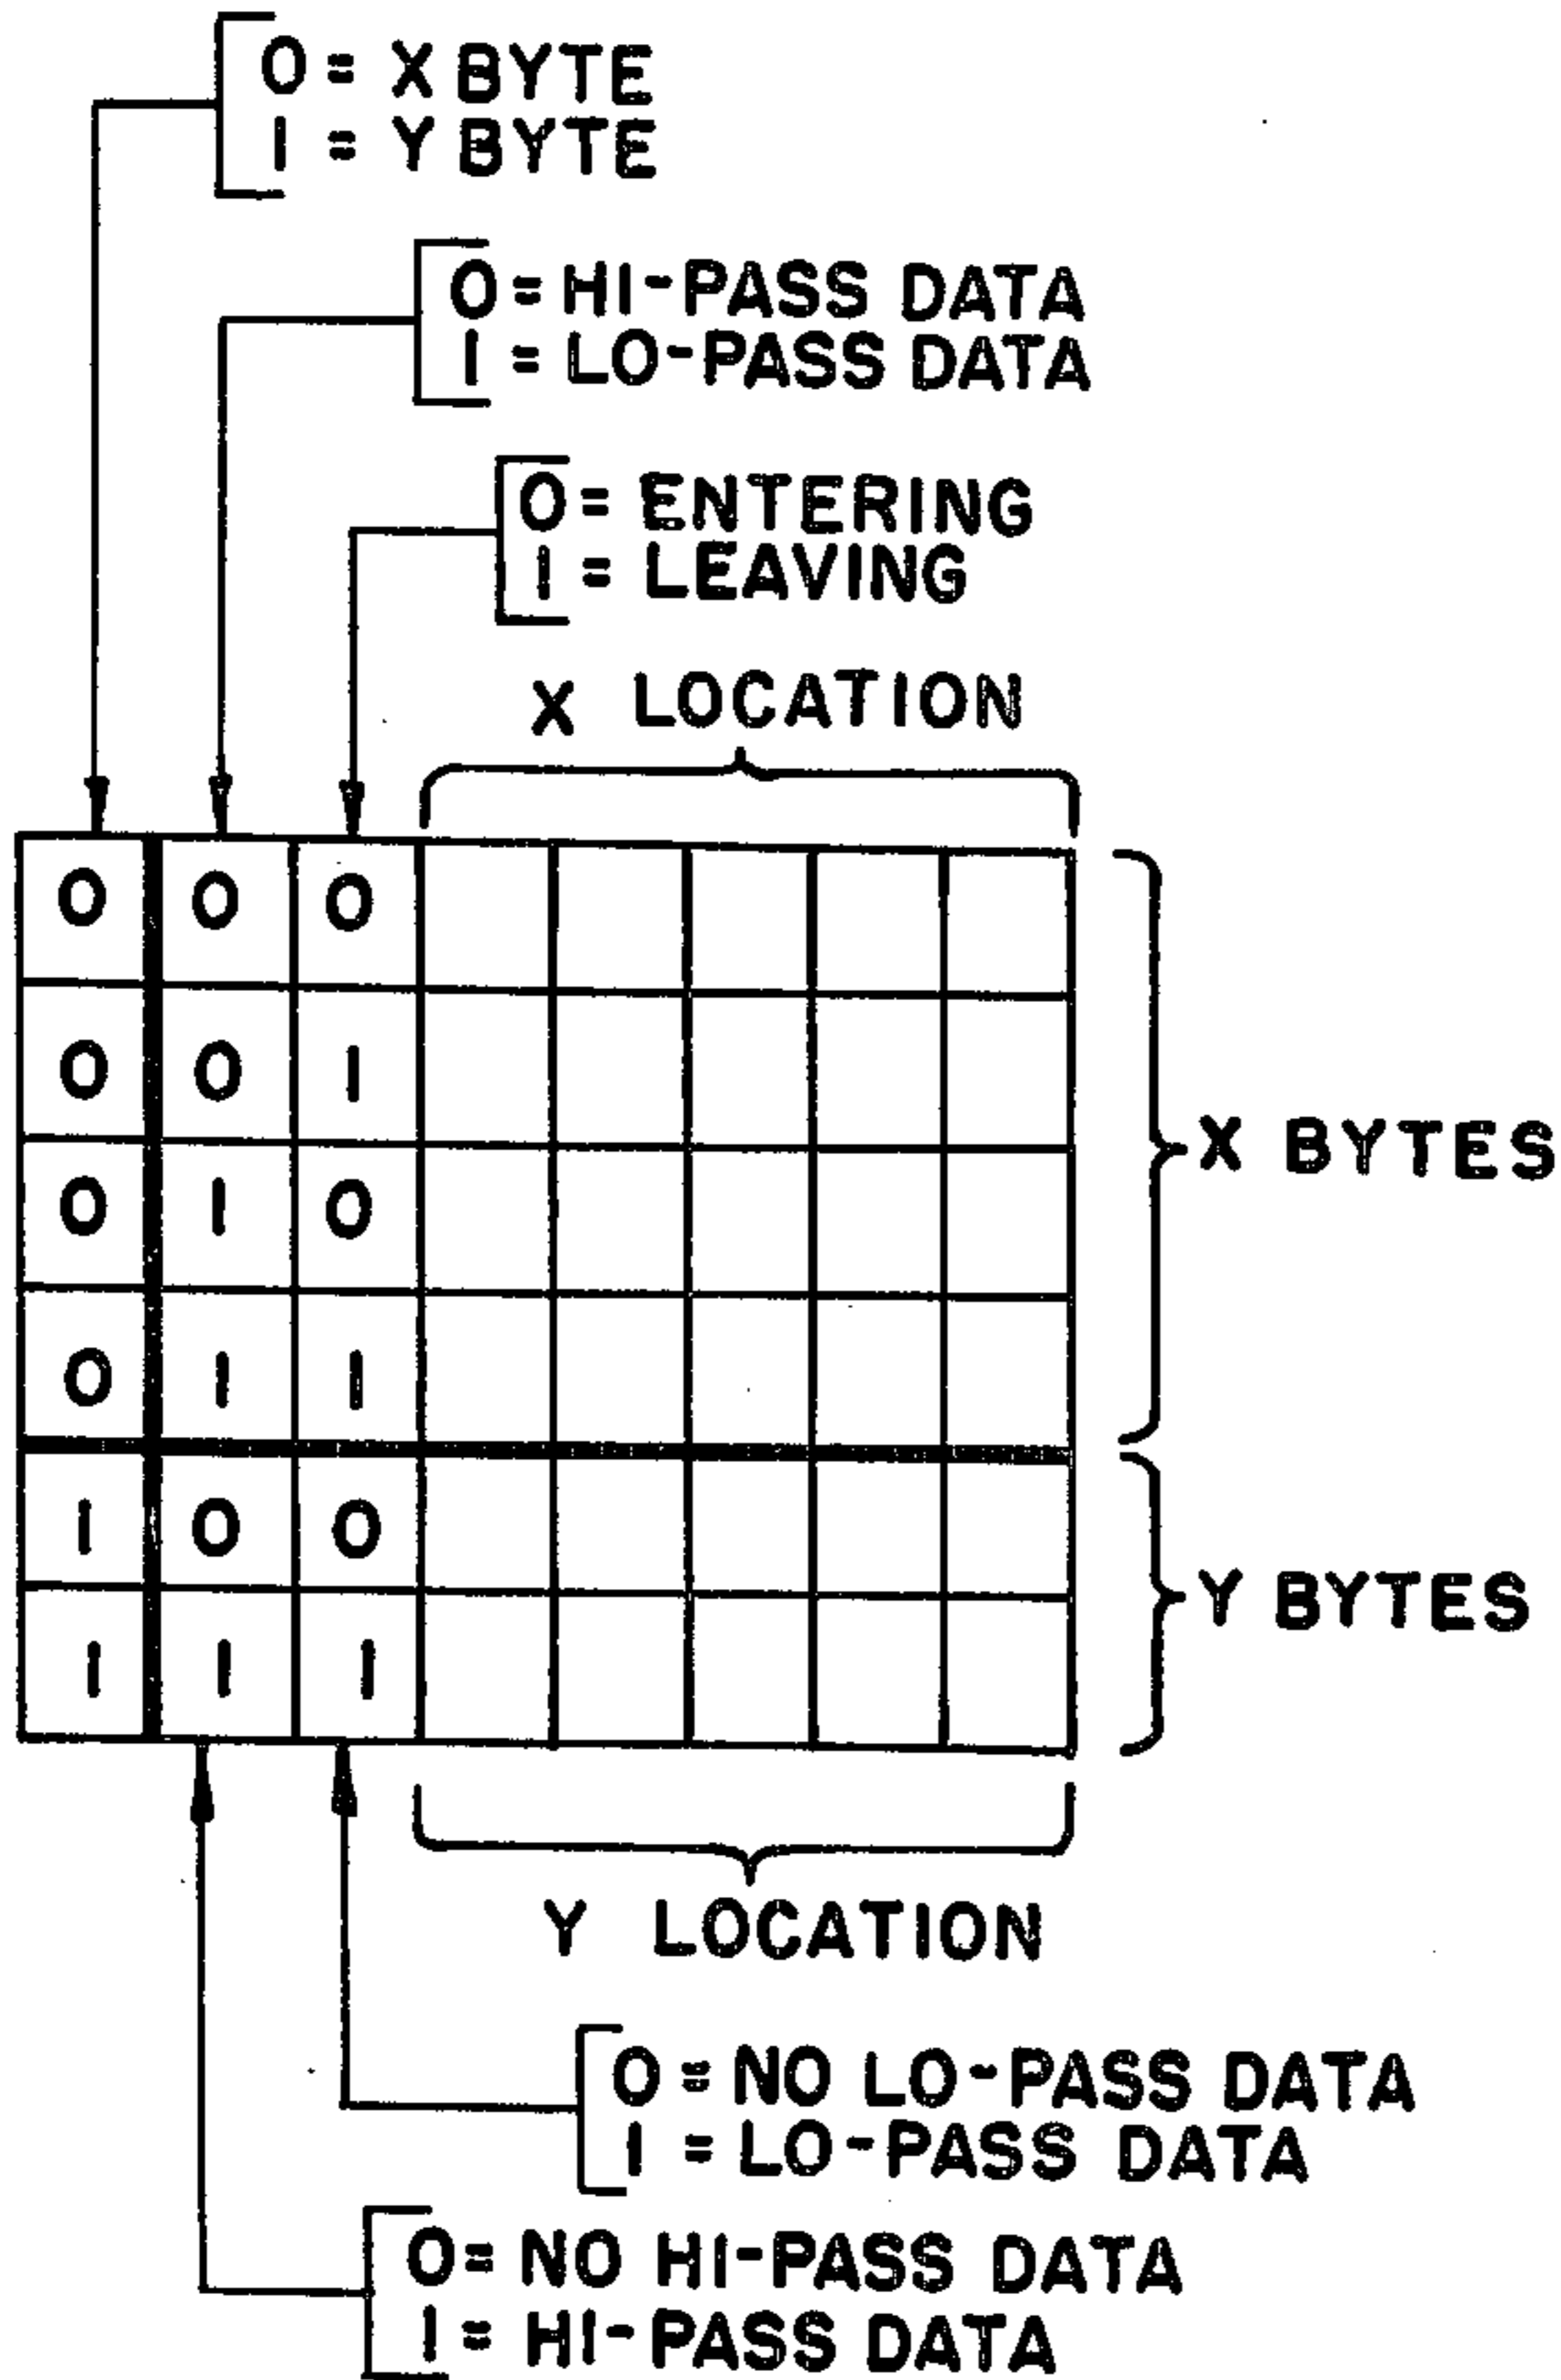 0 = X BYTE
1 = Y BYTE
0 = HI-PASS DATA
1 = LO-PASS DATA
0 = ENTERING
1 = LEAVING
X LOCATION
0 0 0
0 0 1
0 1 0
0 1 1
X BYTES
1 0 0
1 1 1
Y BYTES
Y LOCATION
0 = NO LO-PASS DATA
1 = LO-PASS DATA
0 = NO HI-PASS DATA
1 = HI-PASS DATA